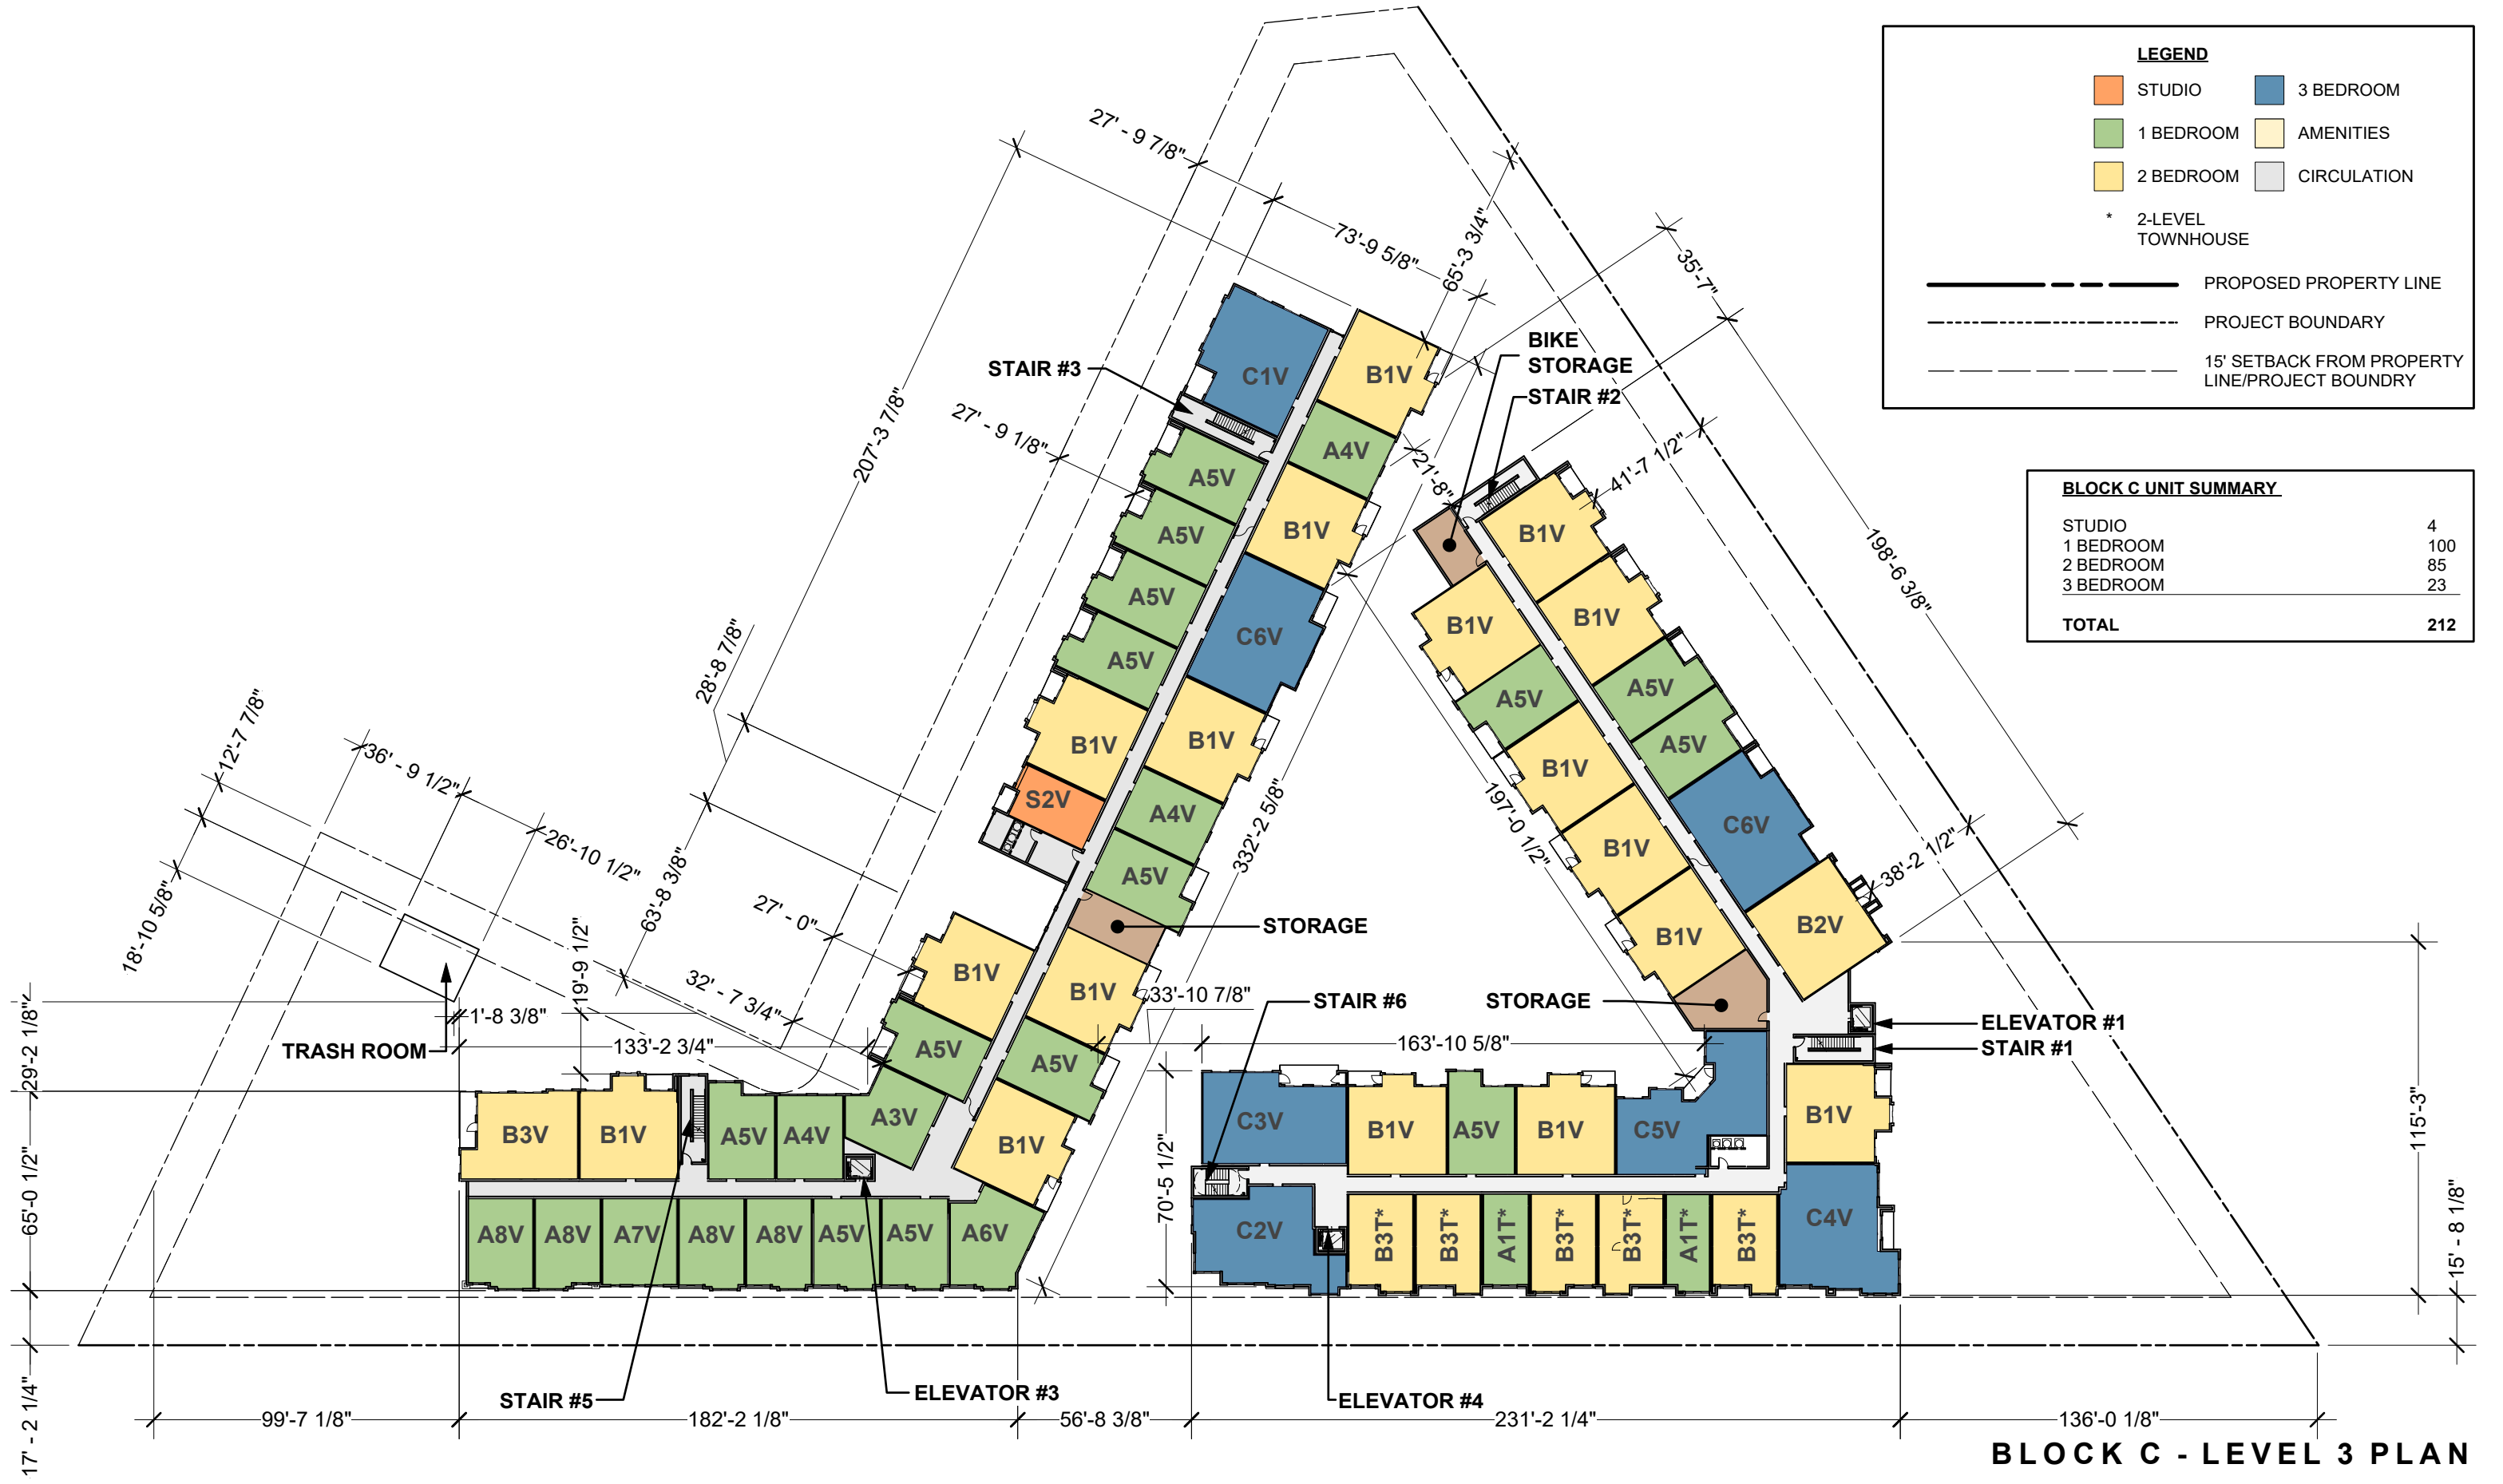 LEGEND
STUDIO
3 BEDROOM
1 BEDROOM
AMENITIES
2 BEDROOM
CIRCULATION
*
2-LEVEL
TOWNHOUSE
PROPOSED PROPERTY LINE
PROJECT BOUNDARY
15' SETBACK FROM PROPERTY
LINE/PROJECT BOUNDRY
BLOCK C UNIT SUMMARY
STUDIO 4
1 BEDROOM 100
2 BEDROOM 85
3 BEDROOM 23
TOTAL 212
27' - 9 7/8"
73'-9 5/8"
65'-3 3/4"
35'-7"
BIKE
STORAGE
STAIR #2
STAIR #3
C1V
B1V
27' - 9 1/8"
207'-3 7/8"
A4V
21'-8"
41'-7 1/2"
A5V
B1V
A5V
B1V
B1V
198'-6 3/8"
A5V
B1V
B1V
A5V
C6V
28'-8 7/8"
A5V
A5V
A5V
B1V
B1V
B1V
12'-7 7/8"
36' - 9 1/2"
S2V
A4V
197'-0 1/2"
C6V
332'-2 5/8"
B1V
26'-10 1/2"
63'-8 3/8"
A5V
38'-2 1/2"
18'-10 5/8"
27' - 0"
STORAGE
B1V
B2V
19'-9 1/2"
B1V
B1V
32' - 7 3/4"
33'-10 7/8"
STAIR #6
STORAGE
1'-8 3/8"
29'-2 1/8"
TRASH ROOM
133'-2 3/4"
A5V
A5V
163'-10 5/8"
ELEVATOR #1
STAIR #1
B3V
B1V
A5V
A4V
A3V
B1V
C3V
B1V
A5V
B1V
C5V
B1V
115'-3"
65'-0 1/2"
70'-5 1/2"
A8V
A8V
A7V
A8V
A8V
A5V
A5V
A6V
C2V
B3T*
B3T*
A1T*
B3T*
B3T*
A1T*
B3T*
C4V
15' - 8 1/8"
STAIR #5
ELEVATOR #3
ELEVATOR #4
17' - 2 1/4"
99'-7 1/8"
182'-2 1/8"
56'-8 3/8"
231'-2 1/4"
136'-0 1/8"
BLOCK C - LEVEL 3 PLAN